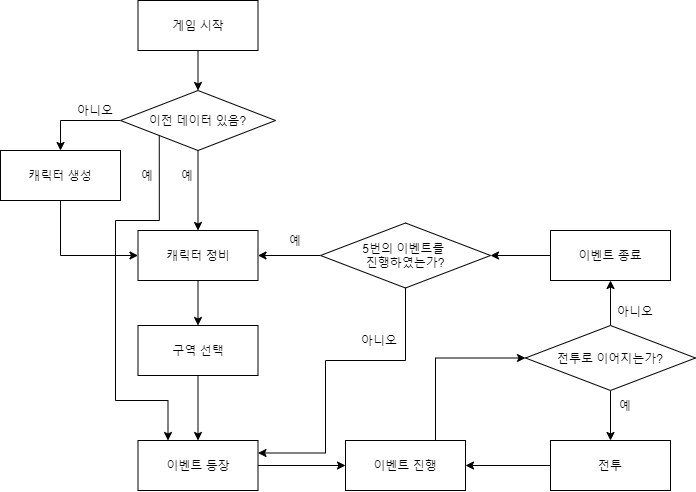 게임 시작
이전 데이터 있음?
아니오
예
예
캐릭터 생성
캐릭터 정비
예
5번의 이벤트를
진행하였는가?
이벤트 종료
아니오
아니오
구역 선택
전투로 이어지는가?
예
이벤트 등장
이벤트 진행
전투